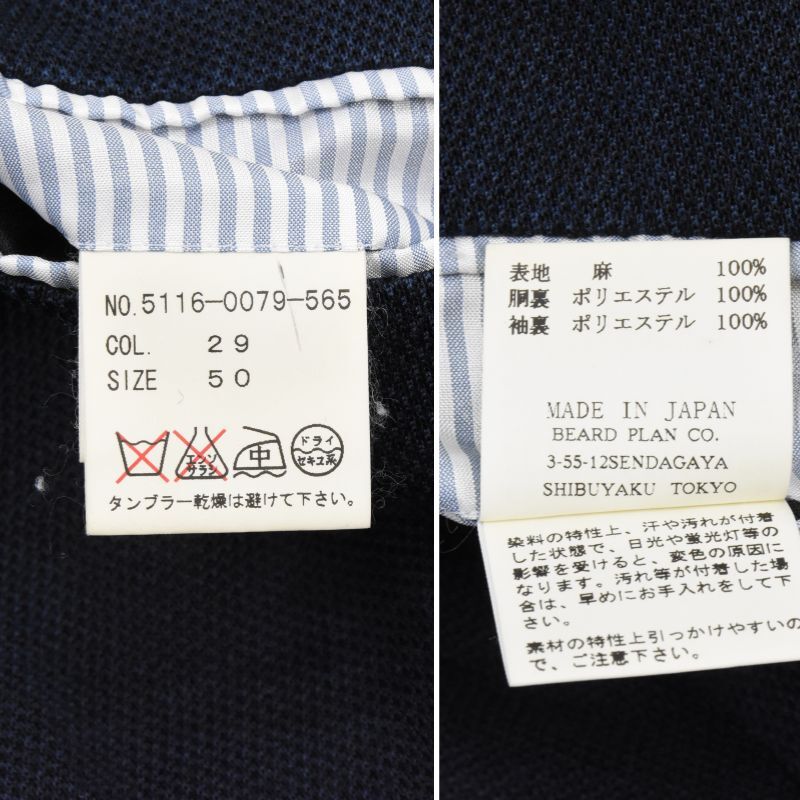 NO.5116-0079-565
COL. 29
SIZE 50
エンソ
サラシ
中
ドライ
セキユ系
タンブラー乾燥は避けて下さい。
表地 麻 100%
胴裏 ポリエステル 100%
袖裏 ポリエステル 100%
MADE IN JAPAN
BEARD PLAN CO.
3-55-12SENDAGAYA
SHIBUYAKU TOKYO
染料の特性上、汗や汚れが付着
した状態で、日光や蛍光灯等の
影響を受けると、変色の原因に
なります。汚れ等が付着した場
合は、早めにお手入れをして下
さい。
素材の特性上引っかけやすいの
で、ご注意下さい。